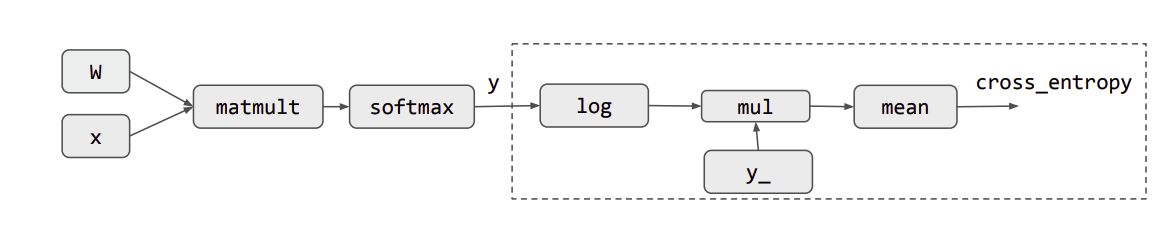 W
x
matmult
softmax
y
log
mul
y_
mean
cross_entropy